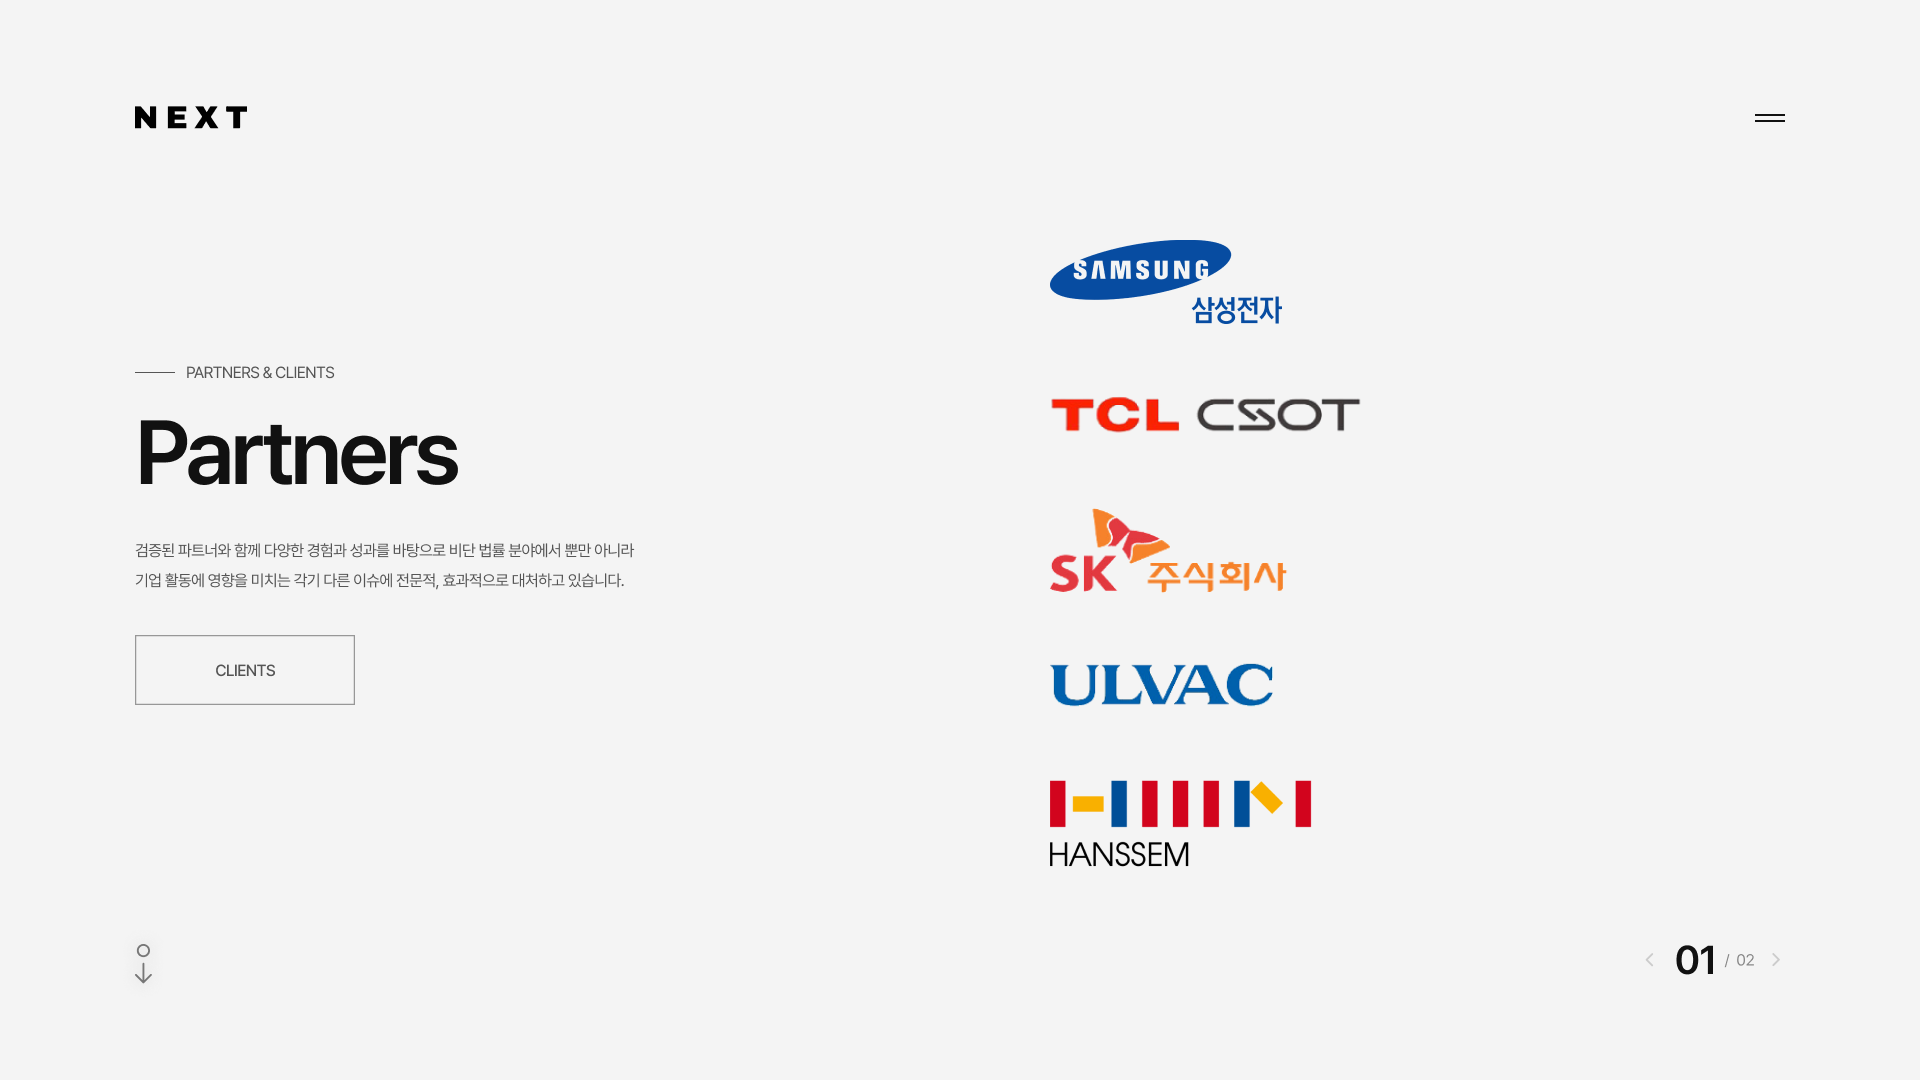 NEXT
PARTNERS & CLIENTS
Partners
검증된 파트너와 함께 다양한 경험과 성과를 바탕으로 비단 법률 분야에서 뿐만 아니라
기업 활동에 영향을 미치는 각기 다른 이슈에 전문적, 효과적으로 대처하고 있습니다.
CLIENTS
SAMSUNG
삼성전자
TCL CSOT
SK 주식회사
ULVAC
HANSSEM
01 / 02